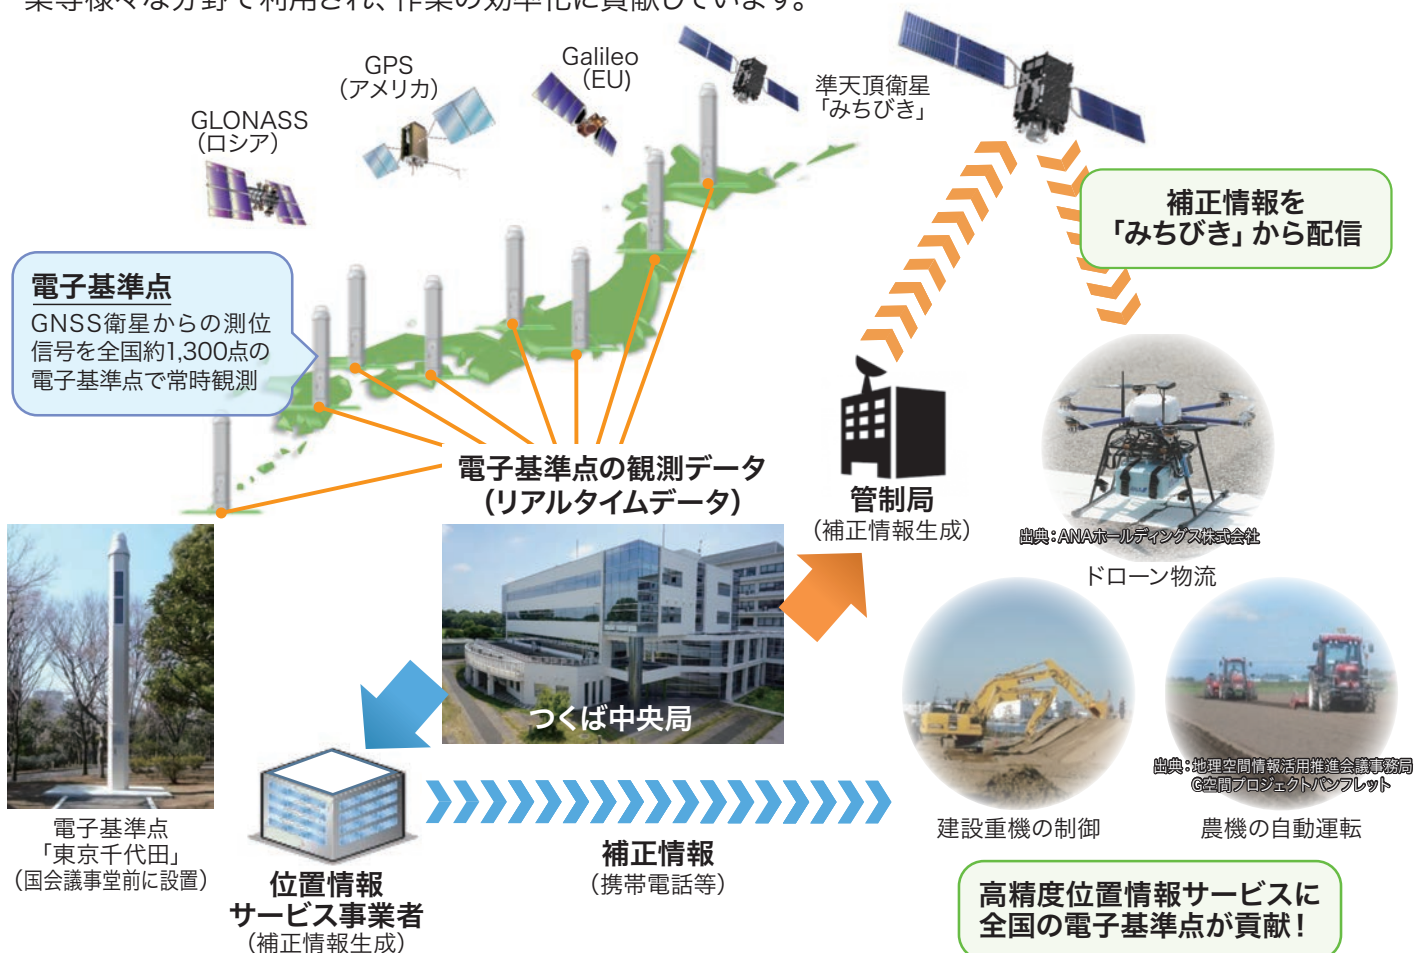 業等様々な分野で利用され、作業の効率化に貢献しています。
GLONASS
（ロシア）
GPS
（アメリカ）
Galileo
（EU）
準天頂衛星
「みちびき」
補正情報を
「みちびき」から配信
電子基準点
GNSS衛星からの測位
信号を全国約1,300点の
電子基準点で常時観測
電子基準点の観測データ
（リアルタイムデータ）
管制局
（補正情報生成）
出典：ANAホールディングス株式会社
ドローン物流
つくば中央局
出典：地理空間情報活用推進会議事務局
G空間プロジェクトパンフレット
建設重機の制御
農機の自動運転
電子基準点
「東京千代田」
（国会議事堂前に設置）
位置情報
サービス事業者
（補正情報生成）
補正情報
（携帯電話等）
高精度位置情報サービスに
全国の電子基準点が貢献！